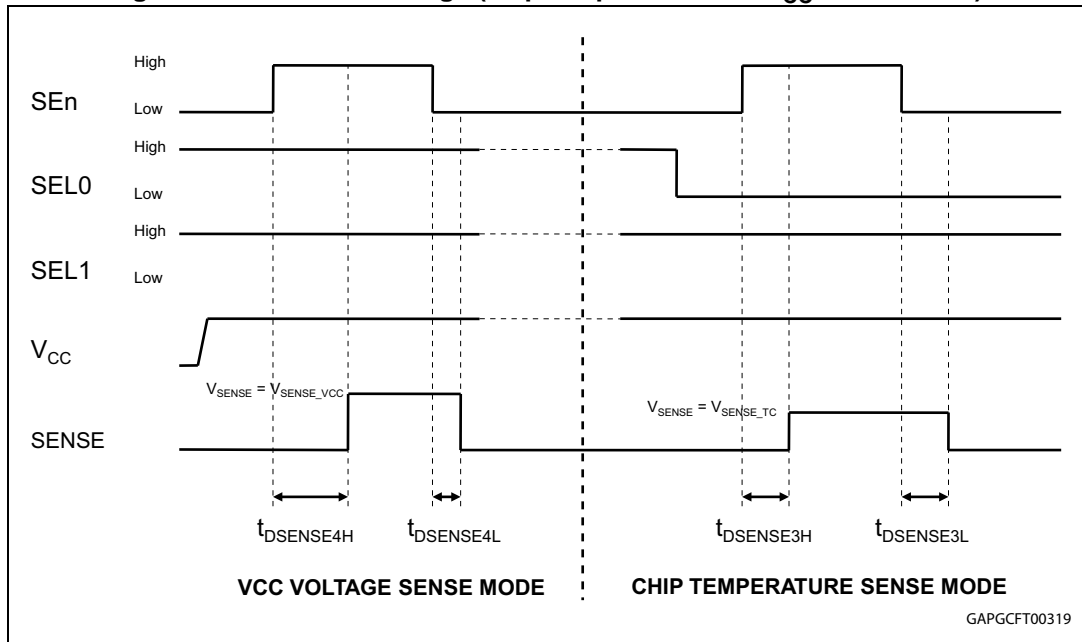 High
SEn
Low
High
SEL0
Low
High
SEL1
Low
VCC
VSENSE = VSENSE_VCC
VSENSE = VSENSE_TC
SENSE
tDSENSE4H tDSENSE4L tDSENSE3H tDSENSE3L
VCC VOLTAGE SENSE MODE CHIP TEMPERATURE SENSE MODE
GAPGCFT00319